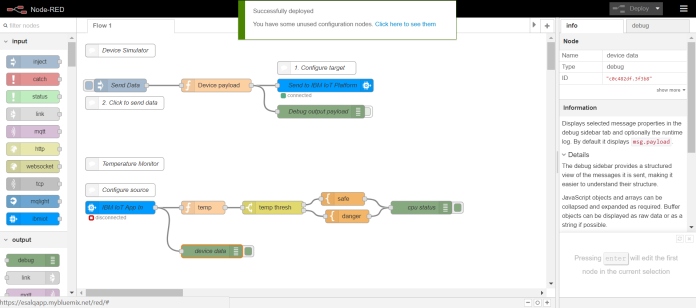 Node-RED
Deploy
Successfully deployed
You have some unused configuration nodes. Click here to see them
filter nodes
Flow 1
info
debug
input
inject
catch
status
link
mqtt
http
websocket
tcp
mqlight
ibmiot
output
debug
link
mqtt
Device Simulator
1. Configure target
Send Data
Device payload
Send to IBM IoT Platform
connected
2. Click to send data
Debug output payload
Temperature Monitor
Configure source
IBM IoT App In
disconnected
temp
temp thresh
safe
danger
cpu status
device data
Node
Name device data
Type debug
ID
show more
Information
Displays selected message properties in the
debug sidebar tab and optionally the runtime
log. By default it displays msg.payload.
Details
The debug sidebar provides a structured
view of the messages it is sent, making it
easier to understand their structure.
JavaScript objects and arrays can be
collapsed and expanded as required. Buffer
objects can be displayed as raw data or as a
string if possible.
Pressing enter will edit the first
node in the current selection
https://esalqapp.mybluemix.net/red/#